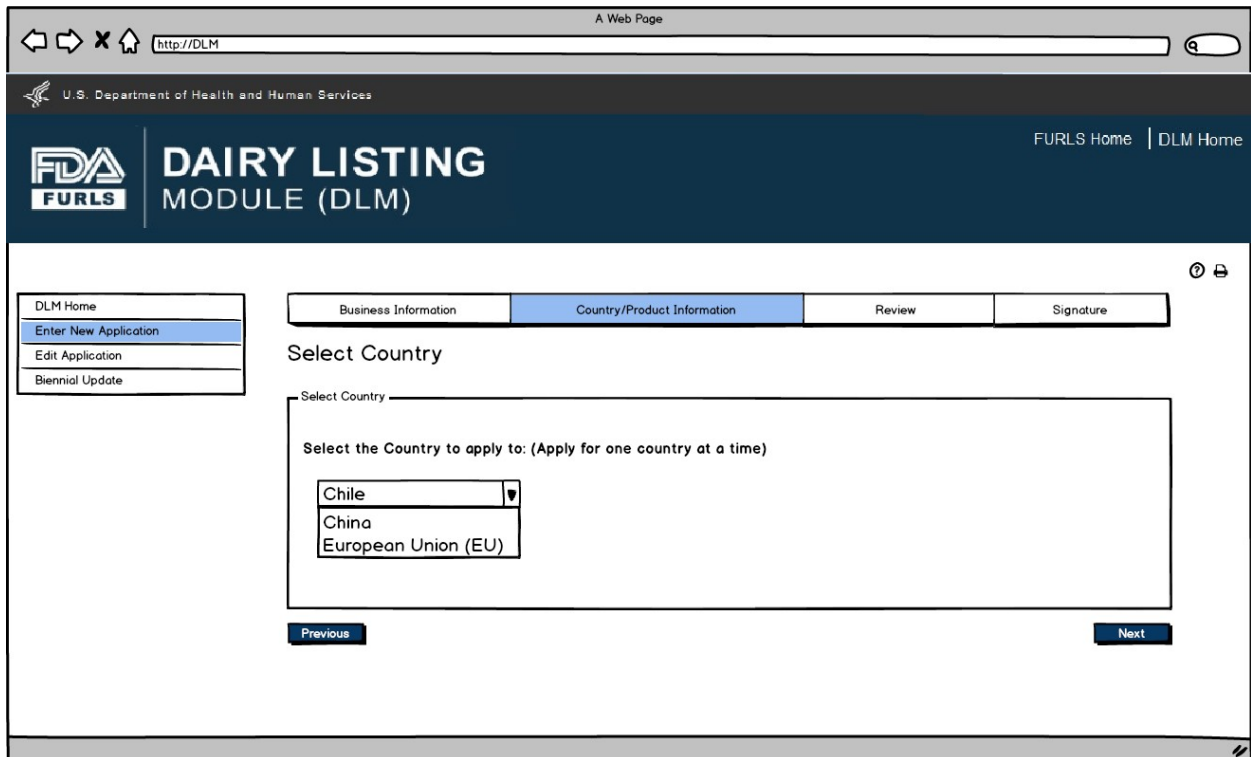 A Web Page
http://DLM
U.S. Department of Health and Human Services
FURLS Home | DLM Home
FDA
FURLS
DAIRY LISTING
MODULE (DLM)
DLM Home
Enter New Application
Edit Application
Biennial Update
Business Information
Country/Product Information
Review
Signature
Select Country
Select Country
Select the Country to apply to: (Apply for one country at a time)
Chile
China
European Union (EU)
Previous
Next